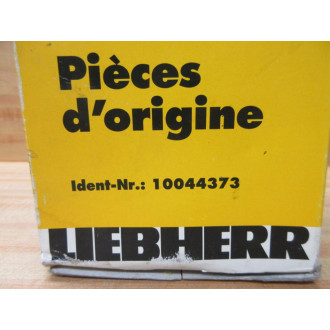 Pièces
d'origine
Ident-Nr.: 10044373
LIEBHERR